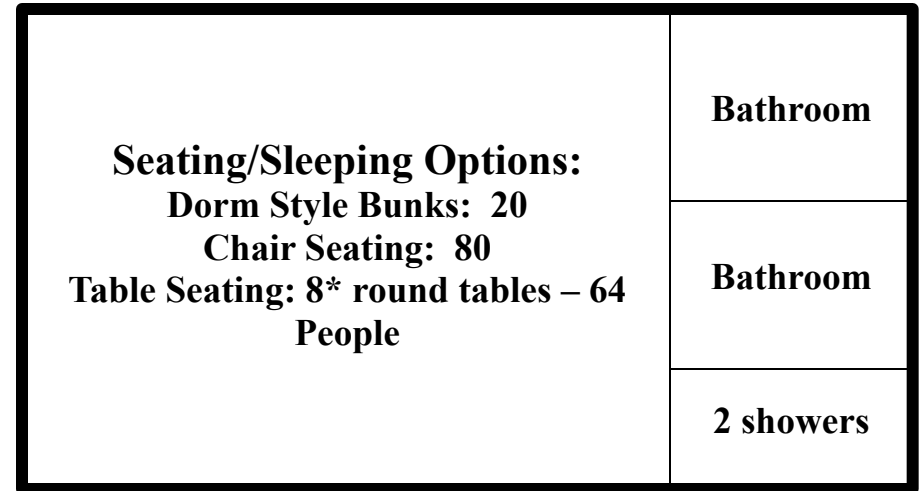 Seating/Sleeping Options:
Dorm Style Bunks:  20
Chair Seating:  80
Table Seating: 8* round tables – 64
People
Bathroom
Bathroom
2 showers